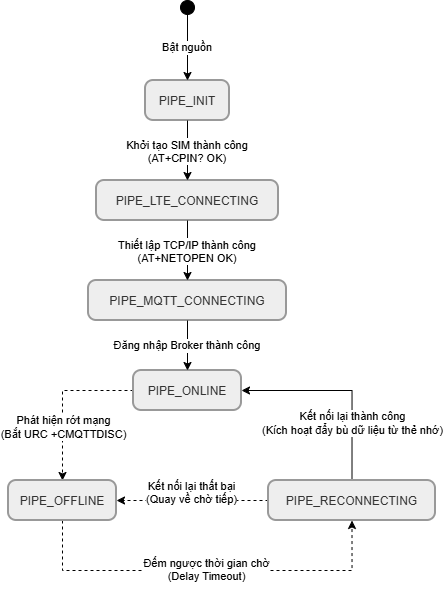 Bật nguồn
PIPE_INIT
Khởi tạo SIM thành công
(AT+CPIN? OK)
PIPE_LTE_CONNECTING
Thiết lập TCP/IP thành công
(AT+NETOPEN OK)
PIPE_MQTT_CONNECTING
Đăng nhập Broker thành công
PIPE_ONLINE
Phát hiện rớt mạng
(Bắt URC +CMQTTDISC)
Kết nối lại thành công
(Kích hoạt đẩy bù dữ liệu từ thẻ nhớ)
Kết nối lại thất bại
(Quay về chờ tiếp)
PIPE_OFFLINE
PIPE_RECONNECTING
Đếm ngược thời gian chờ
(Delay Timeout)